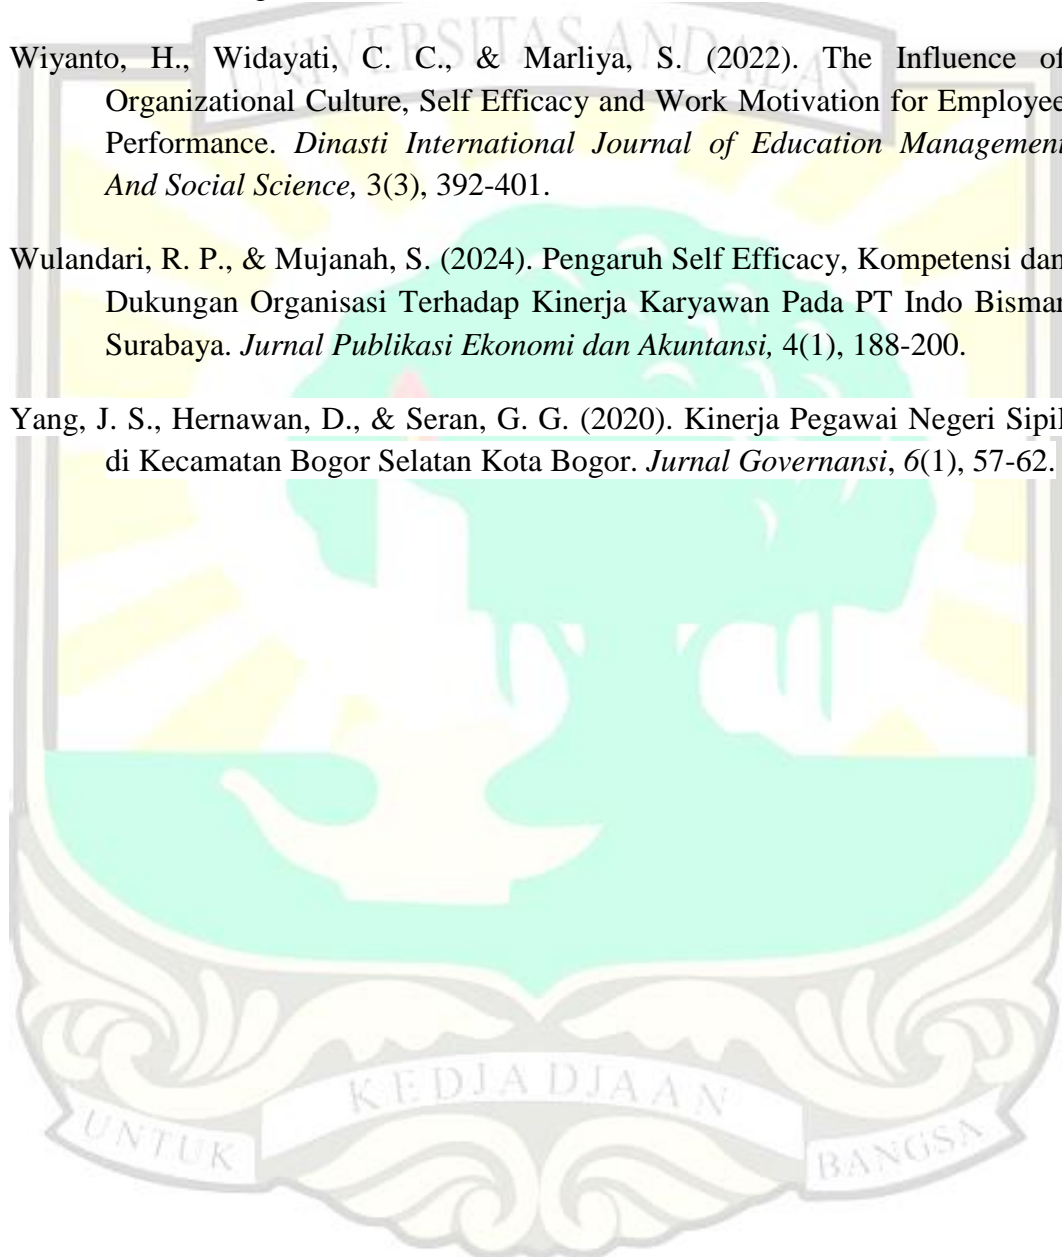 UNIVERSITAS ANDALAS
Wiyanto, H., Widayati, C. C., & Marliya, S. (2022). The Influence of
Organizational Culture, Self Efficacy and Work Motivation for Employee
Performance. Dinasti International Journal of Education Management
And Social Science, 3(3), 392-401.
Wulandari, R. P., & Mujanah, S. (2024). Pengaruh Self Efficacy, Kompetensi dan
Dukungan Organisasi Terhadap Kinerja Karyawan Pada PT Indo Bismar
Surabaya. Jurnal Publikasi Ekonomi dan Akuntansi, 4(1), 188-200.
Yang, J. S., Hernawan, D., & Seran, G. G. (2020). Kinerja Pegawai Negeri Sipil
di Kecamatan Bogor Selatan Kota Bogor. Jurnal Governansi, 6(1), 57-62.
UNTUK KEDJADJAAN BANGSA